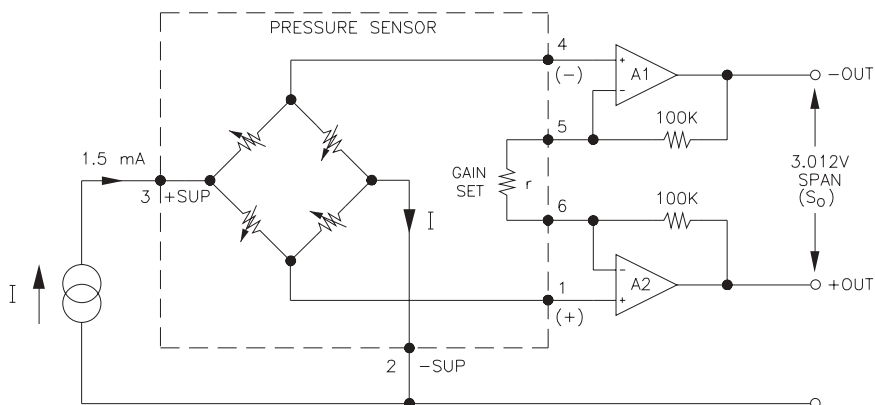 PRESSURE SENSOR
4
(-)
A1
+
-
-OUT
5
100K
1.5 mA
GAIN
SET
r
3.012V
SPAN
(So)
3
+SUP
I
6
100K
I
-
A2
+
+OUT
1
(+)
2
-SUP